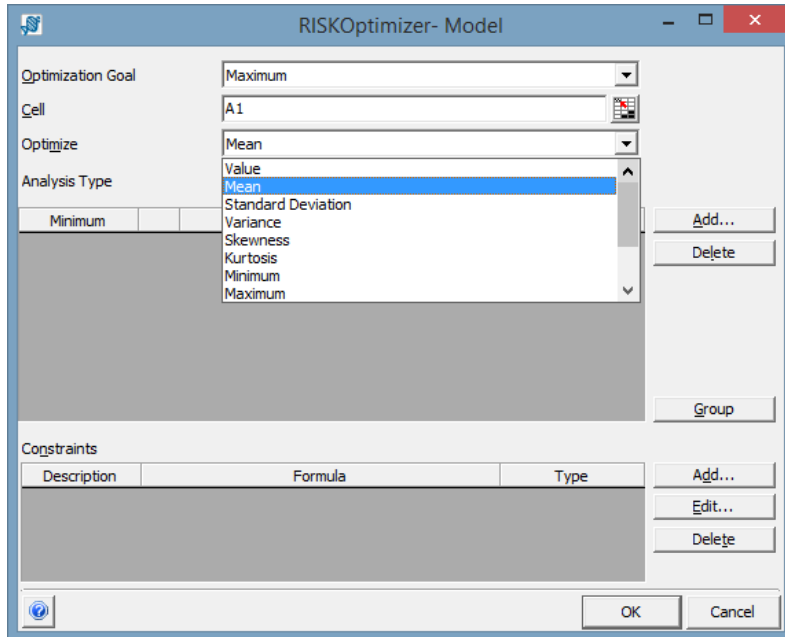 RISKOptimizer- Model
Optimization Goal
Maximum
Cell
A1
Optimize
Mean
Value
Analysis Type
Mean
Standard Deviation
Minimum
Variance
Add...
Skewness
Delete
Kurtosis
Minimum
Maximum
Group
Constraints
Description Formula Type
Add...
Edit...
Delete
OK Cancel